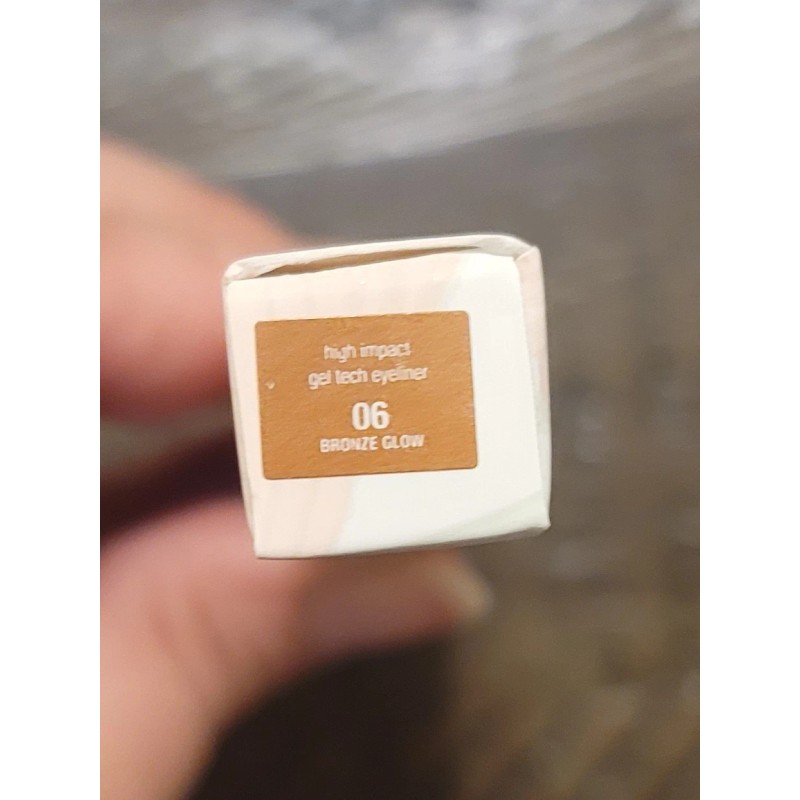 high impact
gel tech eyeliner
06
BRONZE GLOW